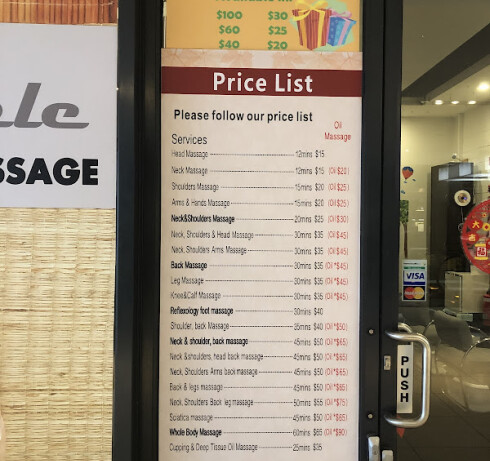 $100 $30
$60 $25
$40 $20
Price List
Please follow our price list
Oil
Massage
Services
Head Massage 12mins $15
Neck Massage 12mins $15 (Oil $20)
Shoulders Massage 15mins $20 (Oil $25)
Arms & Hands Massage 15mins $20 (Oil $25)
Neck&Shoulders Massage 20mins $25 (Oil $30)
Neck, Shoulders & Head Massage 30mins $35 (Oil $45)
Neck, Shoulders Arms Massage 30mins $35 (Oil $45)
Back Massage 30mins $35 (Oil *$45)
Leg Massage 30mins $35 (Oil *$45)
Knee&Calf Massage 30mins $35 (Oil *$45)
Reflexology foot massage 30mins $40
Shoulder, back Massage 35mins $40 (Oil *$50)
Neck & shoulder, back massage 45mins $50 (Oil *$65)
Neck &shoulders, head back massage 45mins $50 (Oil *$65)
Neck, Shoulders Arms back massage 45mins $50 (Oil *$65)
Back & legs massage 45mins $50 (Oil *$65)
Neck, Shoulders Back leg massage 50mins $55 (Oil *$75)
Sciatica massage 45mins $50 (Oil *$65)
Whole Body Massage 60mins $65 (Oil *$90)
Cupping & Deep Tissue Oil Massage 25mins $35
SSAGE
VISA
PUSH
大
福